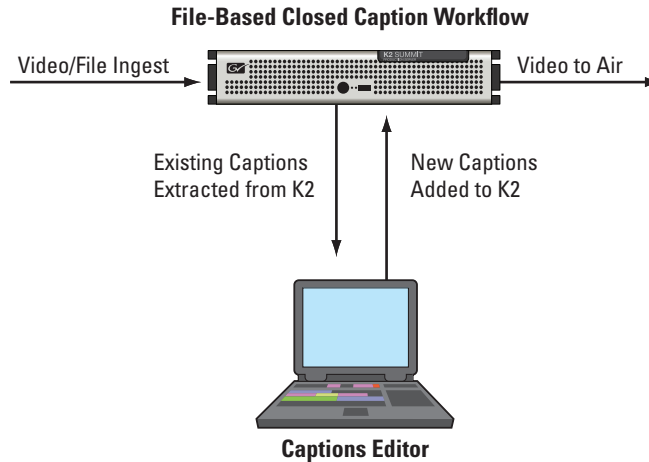 File-Based Closed Caption Workflow
K2 SUMMIT
Video/File Ingest
Video to Air
Existing Captions
Extracted from K2
New Captions
Added to K2
Captions Editor